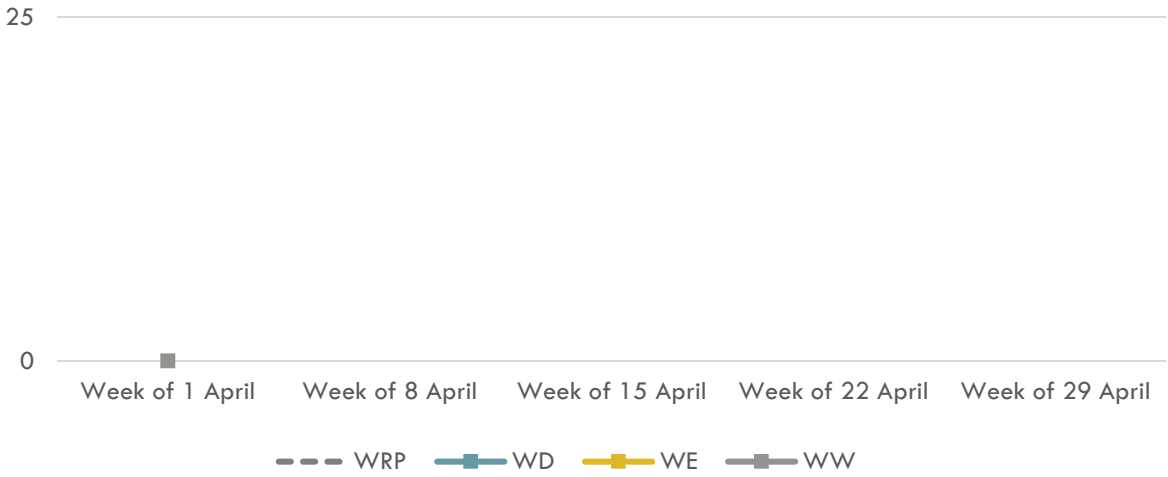 25
0
Week of 1 April Week of 8 April Week of 15 April Week of 22 April Week of 29 April
WRP WD WE WW